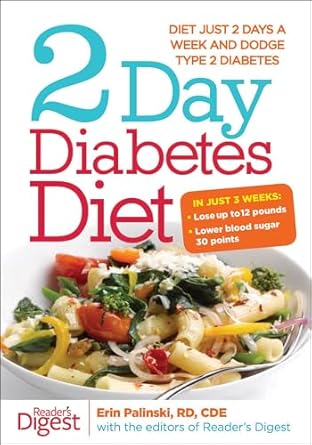 DIET JUST 2 DAYS A
WEEK AND DODGE
TYPE 2 DIABETES
2 Day
Diabetes
Diet
IN JUST 3 WEEKS:
• Lose up to 12 pounds
• Lower blood sugar
30 points
Reader's
Digest
Erin Palinski, RD, CDE
with the editors of Reader's Digest